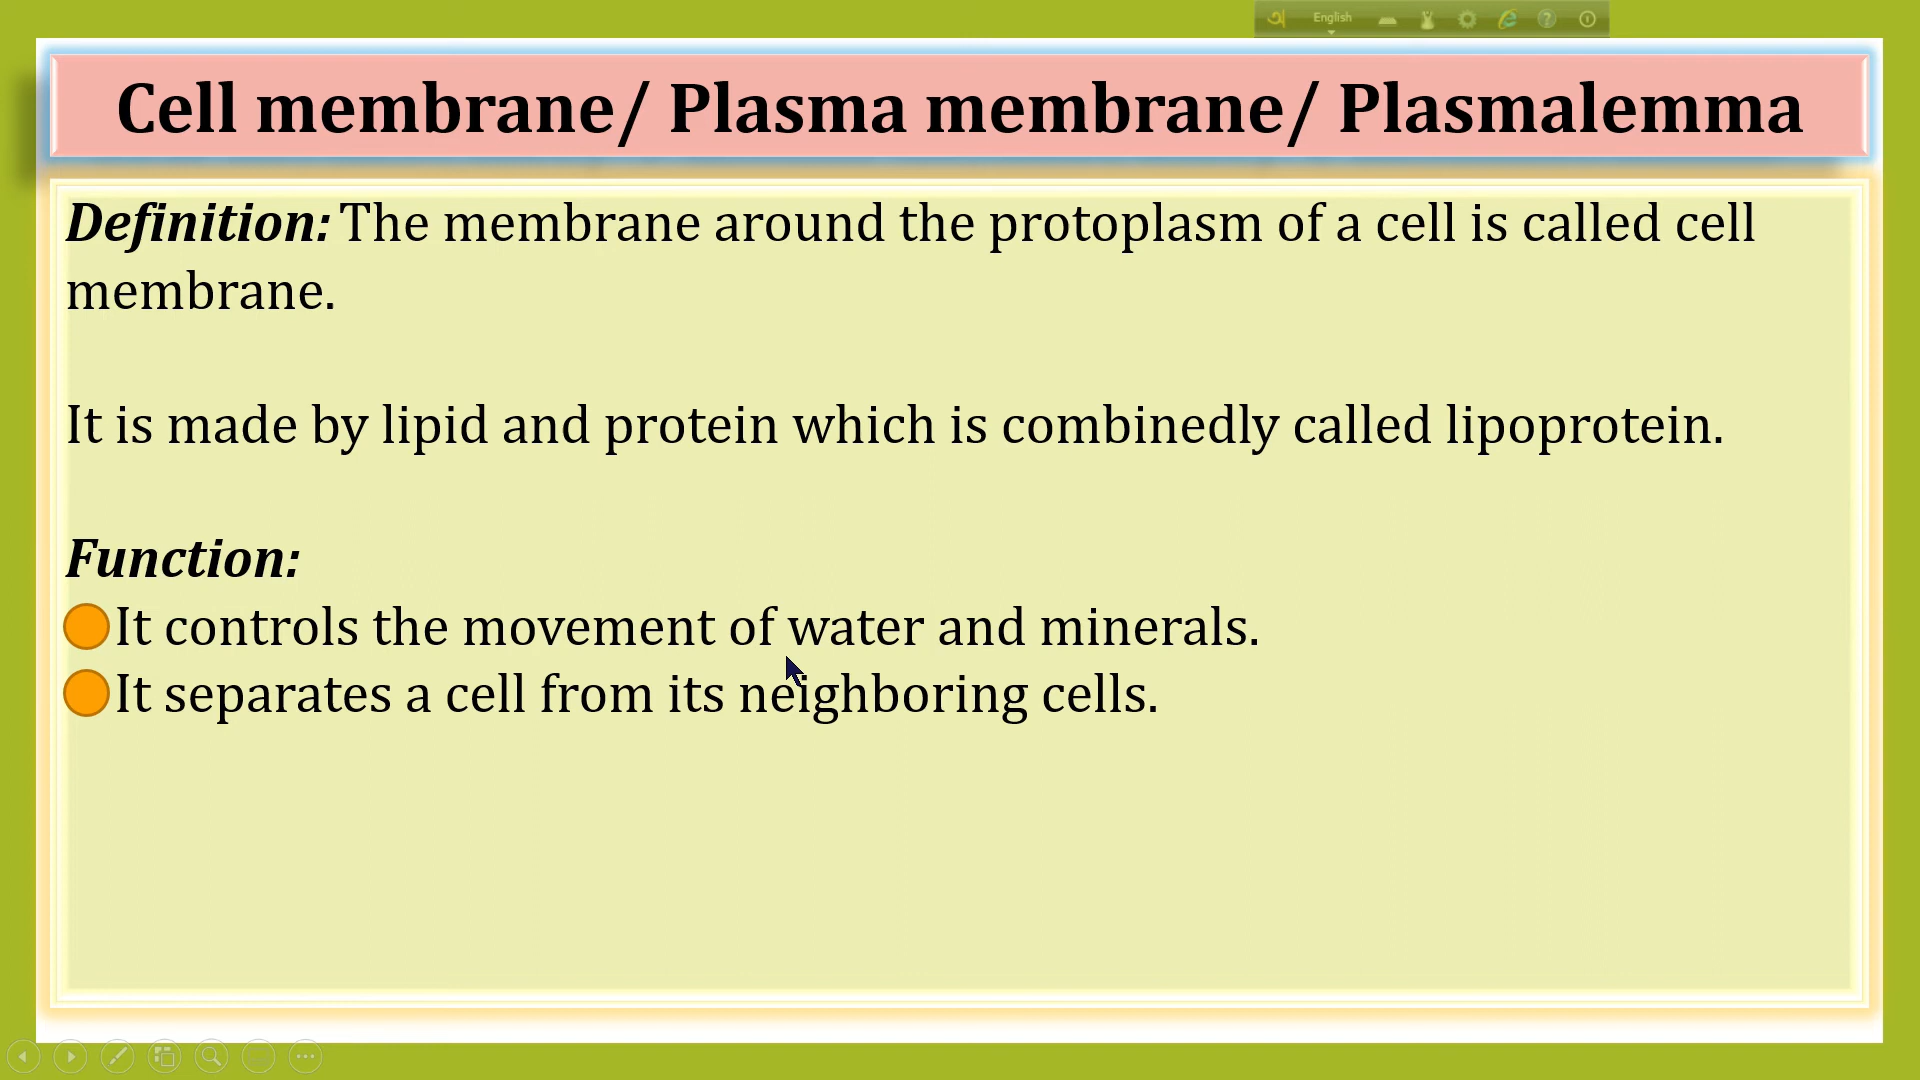 অ English
Cell membrane/ Plasma membrane/ Plasmalemma
Definition: The membrane around the protoplasm of a cell is called cell
membrane.
It is made by lipid and protein which is combinedly called lipoprotein.
Function:
It controls the movement of water and minerals.
It separates a cell from its neighboring cells.